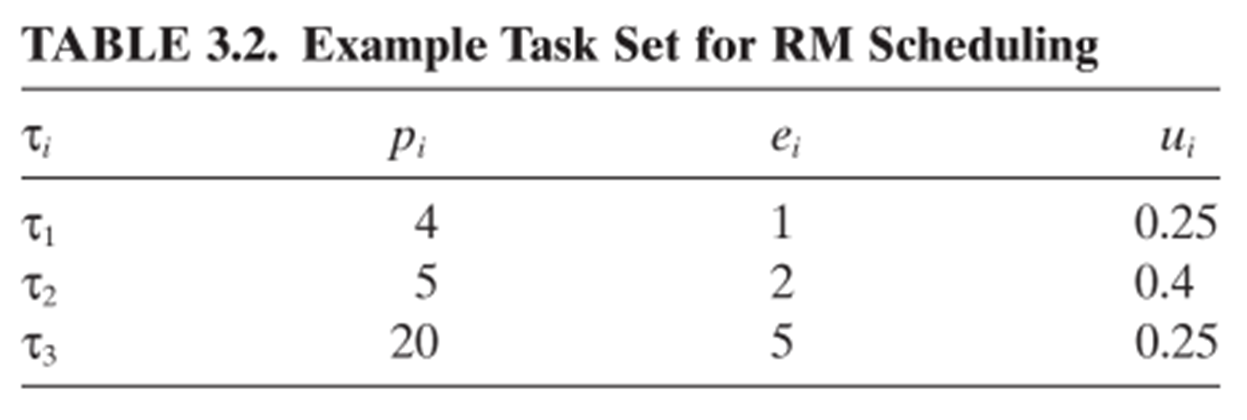 TABLE 3.2. Example Task Set for RM Scheduling
τi pi ei ui
τ1 4 1 0.25
τ2 5 2 0.4
τ3 20 5 0.25